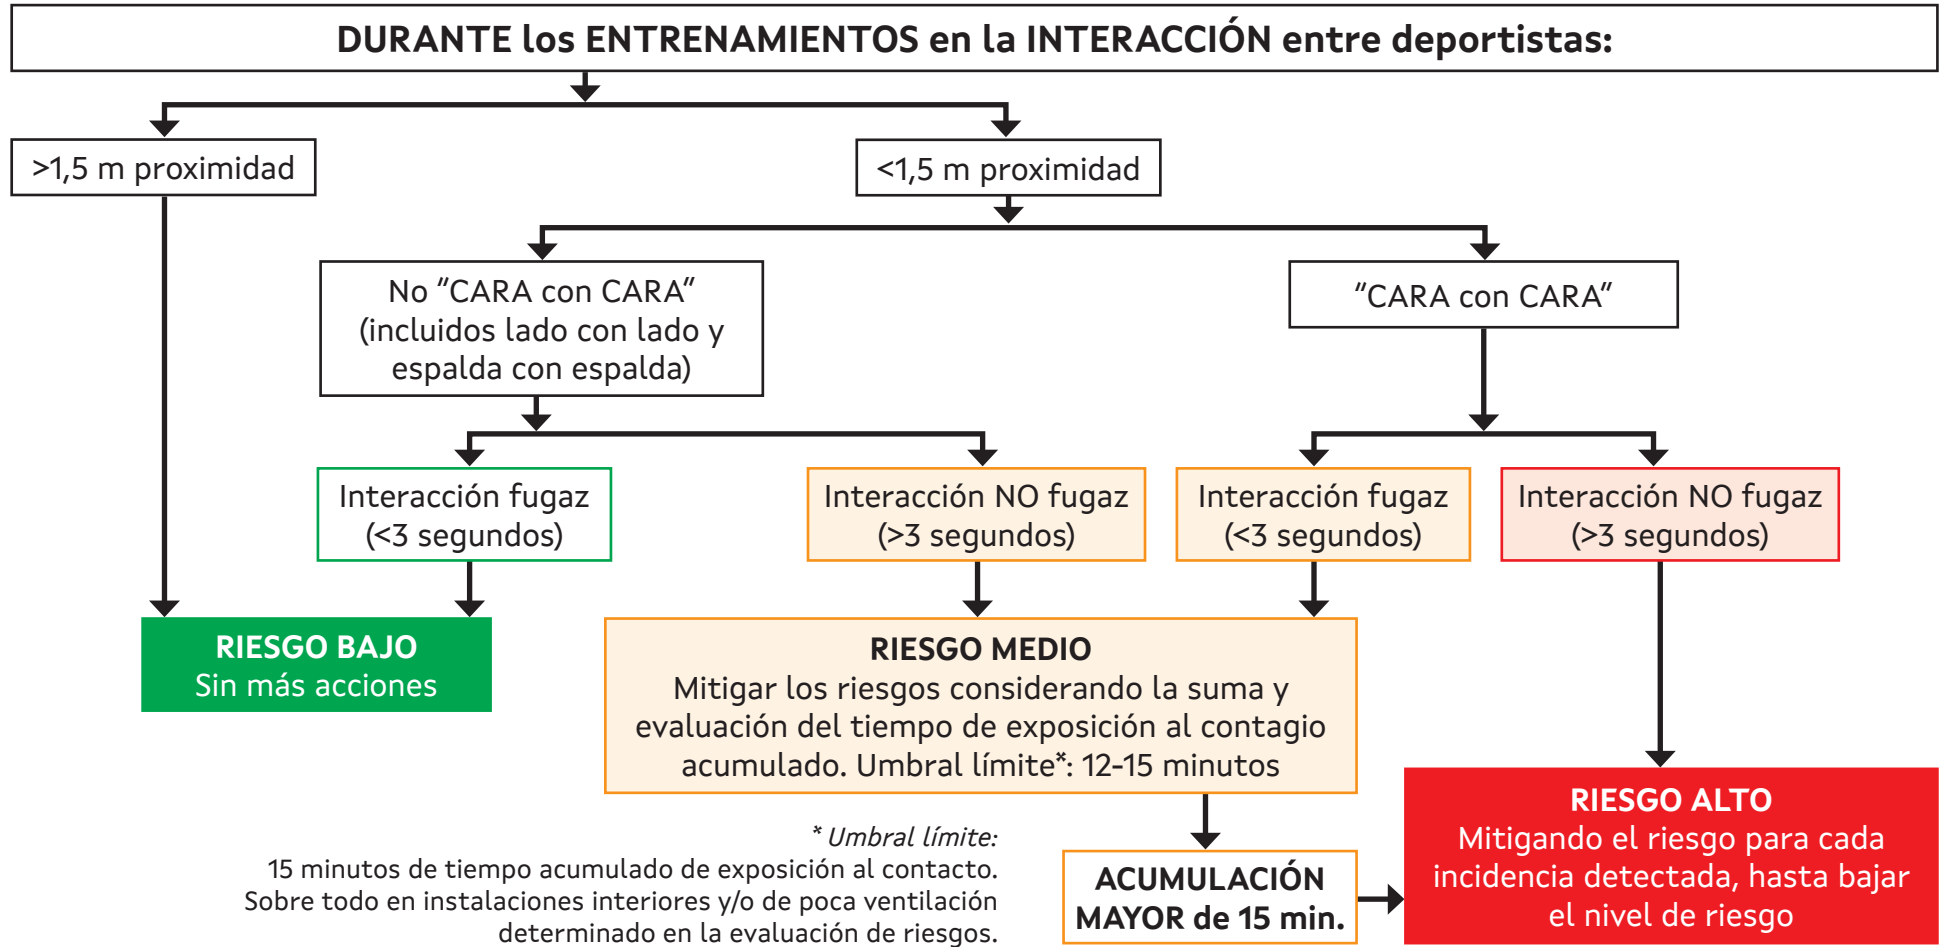 DURANTE los ENTRENAMIENTOS en la INTERACCIÓN entre deportistas:
>1,5 m proximidad
<1,5 m proximidad
No “CARA con CARA”
(incluidos lado con lado y
espalda con espalda)
“CARA con CARA”
Interacción fugaz
(<3 segundos)
Interacción NO fugaz
(>3 segundos)
Interacción fugaz
(<3 segundos)
Interacción NO fugaz
(>3 segundos)
RIESGO BAJO
Sin más acciones
RIESGO MEDIO
Mitigar los riesgos considerando la suma y
evaluación del tiempo de exposición al contagio
acumulado. Umbral límite*: 12-15 minutos
RIESGO ALTO
Mitigando el riesgo para cada
incidencia detectada, hasta bajar
el nivel de riesgo
* Umbral límite:
15 minutos de tiempo acumulado de exposición al contacto.
Sobre todo en instalaciones interiores y/o de poca ventilación
determinado en la evaluación de riesgos.
ACUMULACIÓN
MAYOR de 15 min.